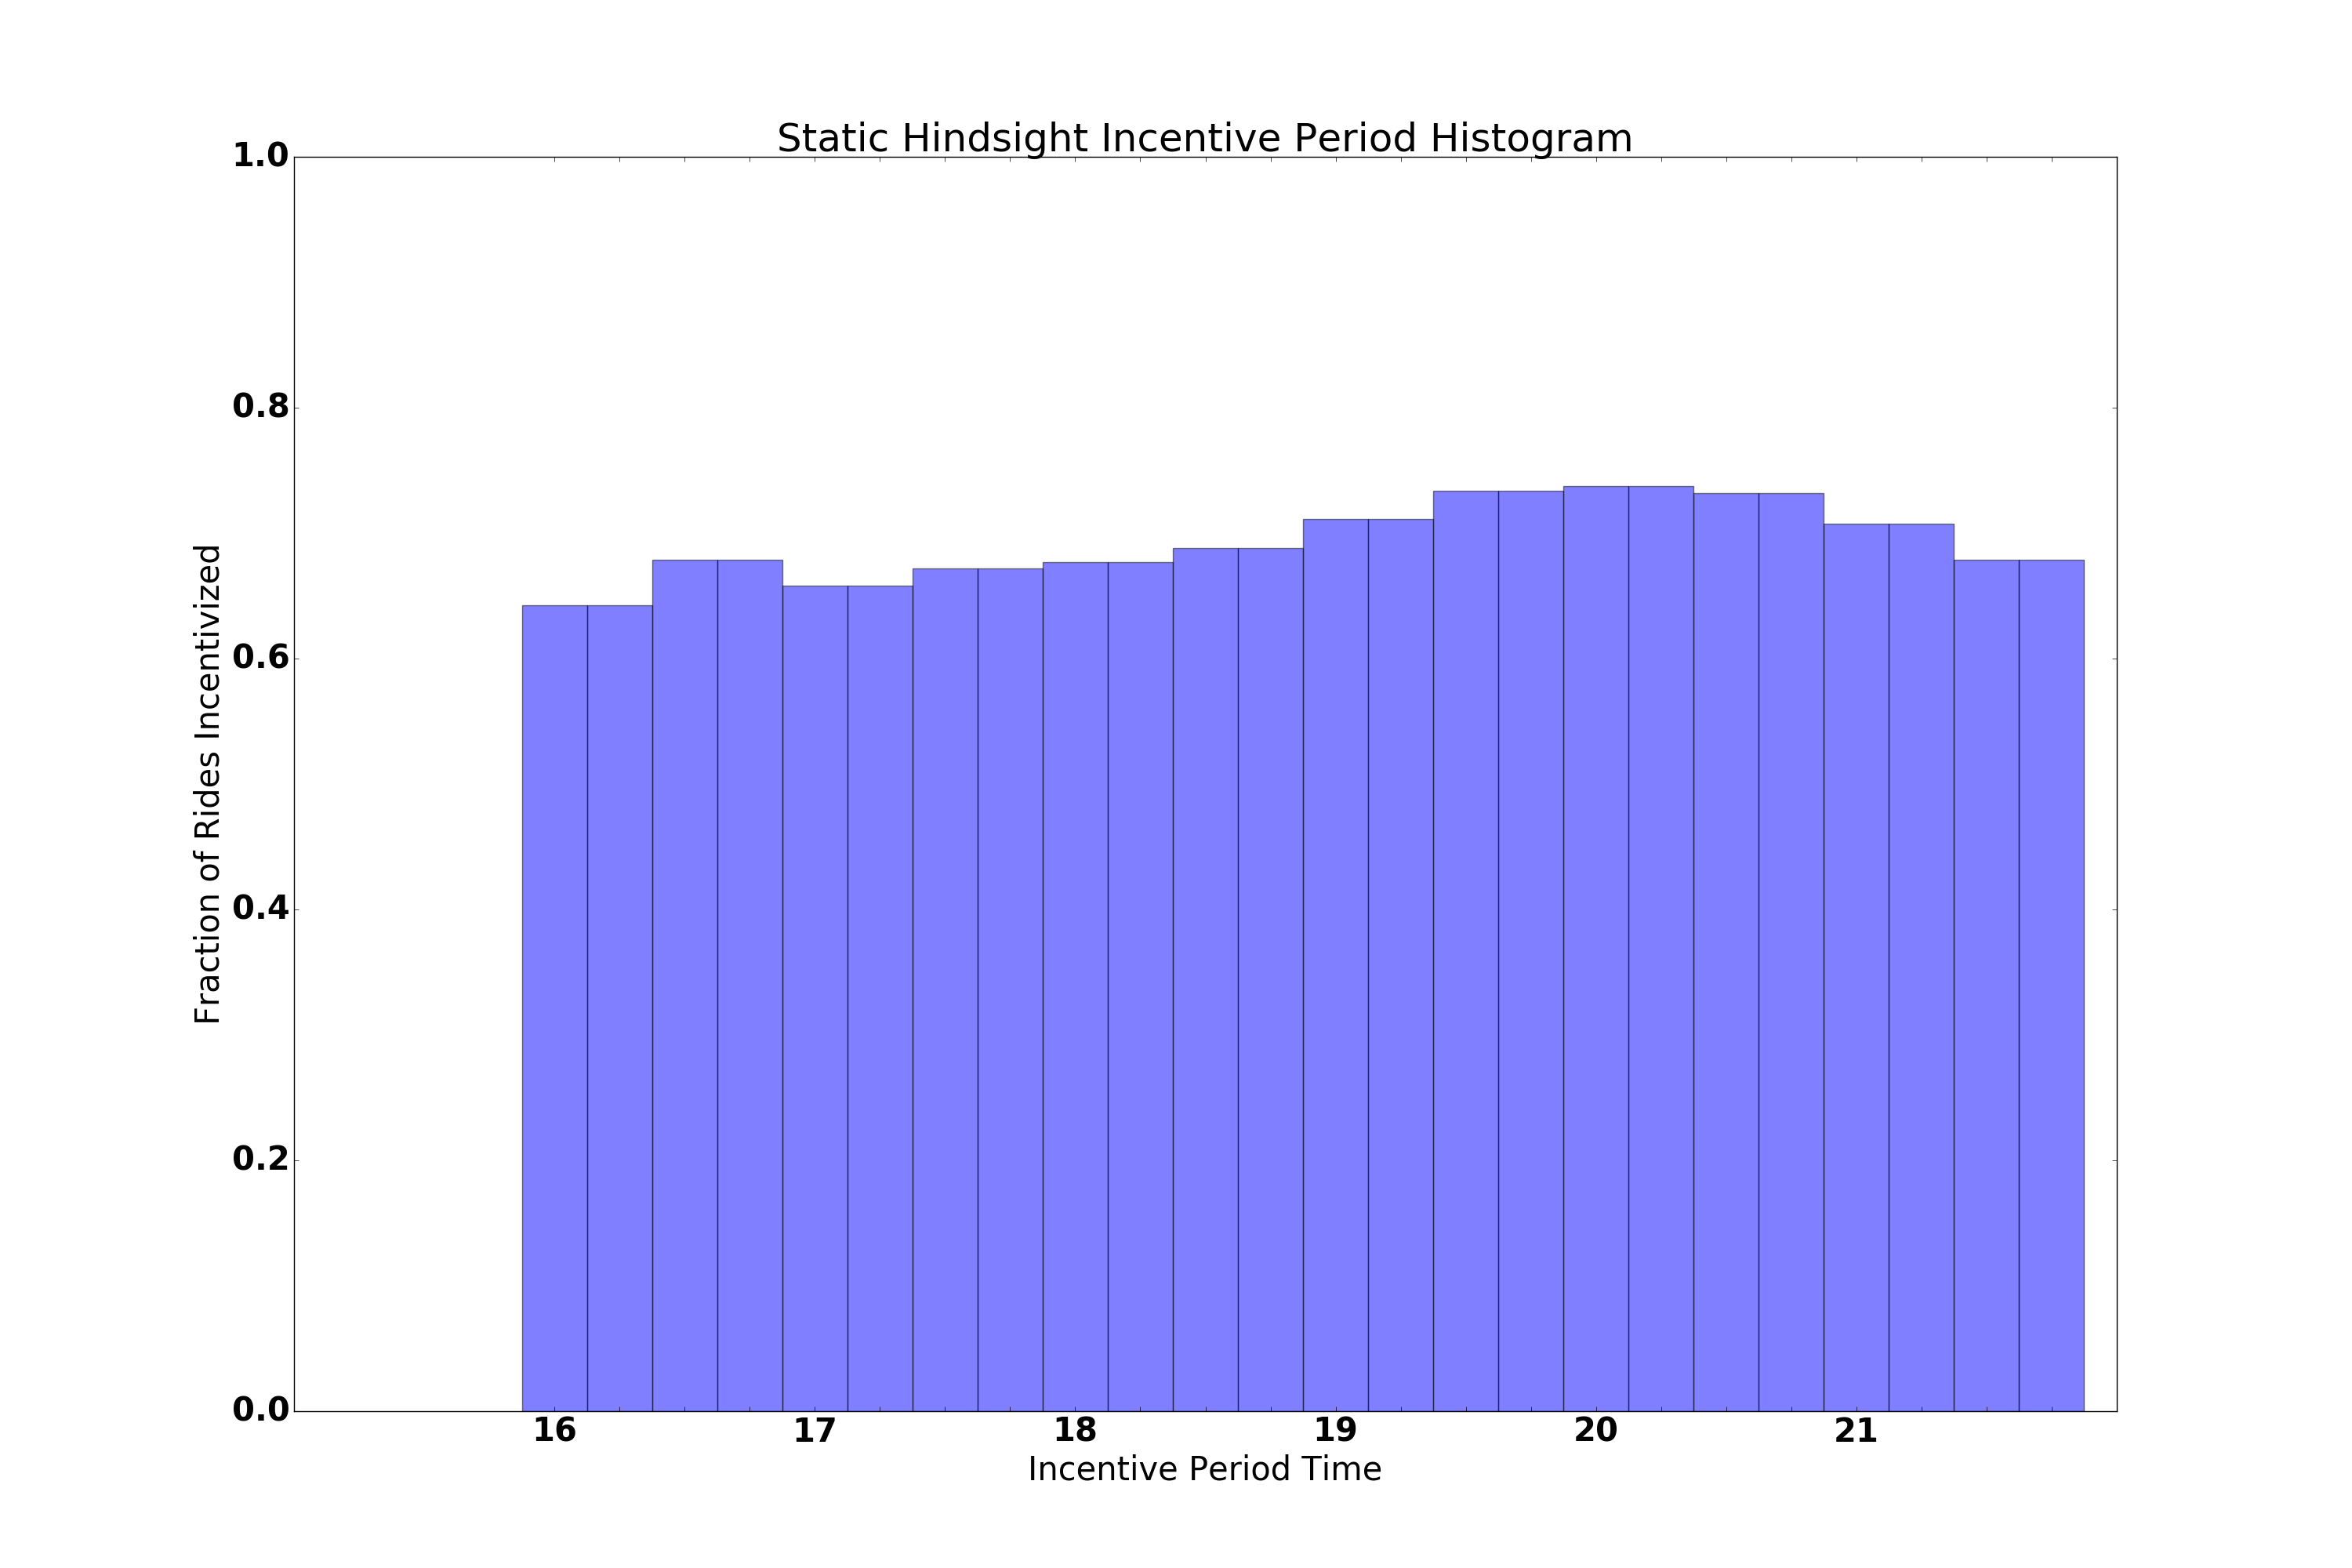 Static Hindsight Incentive Period Histogram
1.0
0.8
0.6
0.4
0.2
0.0
Fraction of Rides Incentivized
16 17 18 19 20 21
Incentive Period Time